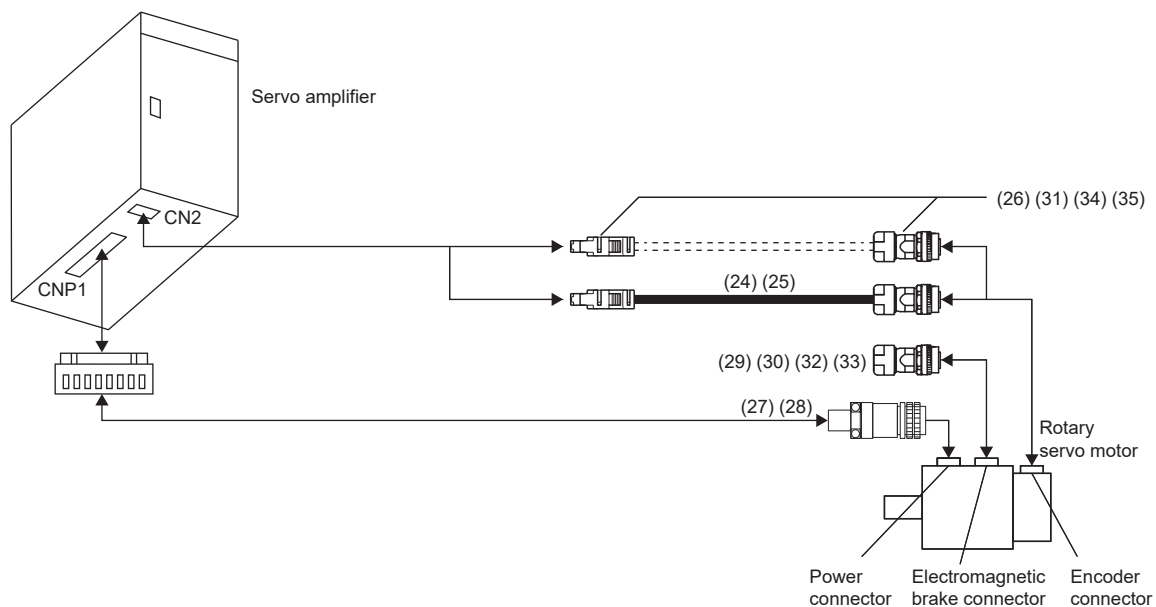 Servo amplifier
(26) (31) (34) (35)
CN2
CNP1
(24) (25)
(29) (30) (32) (33)
(27) (28)
Rotary
servo motor
Power
connector
Electromagnetic
brake connector
Encoder
connector